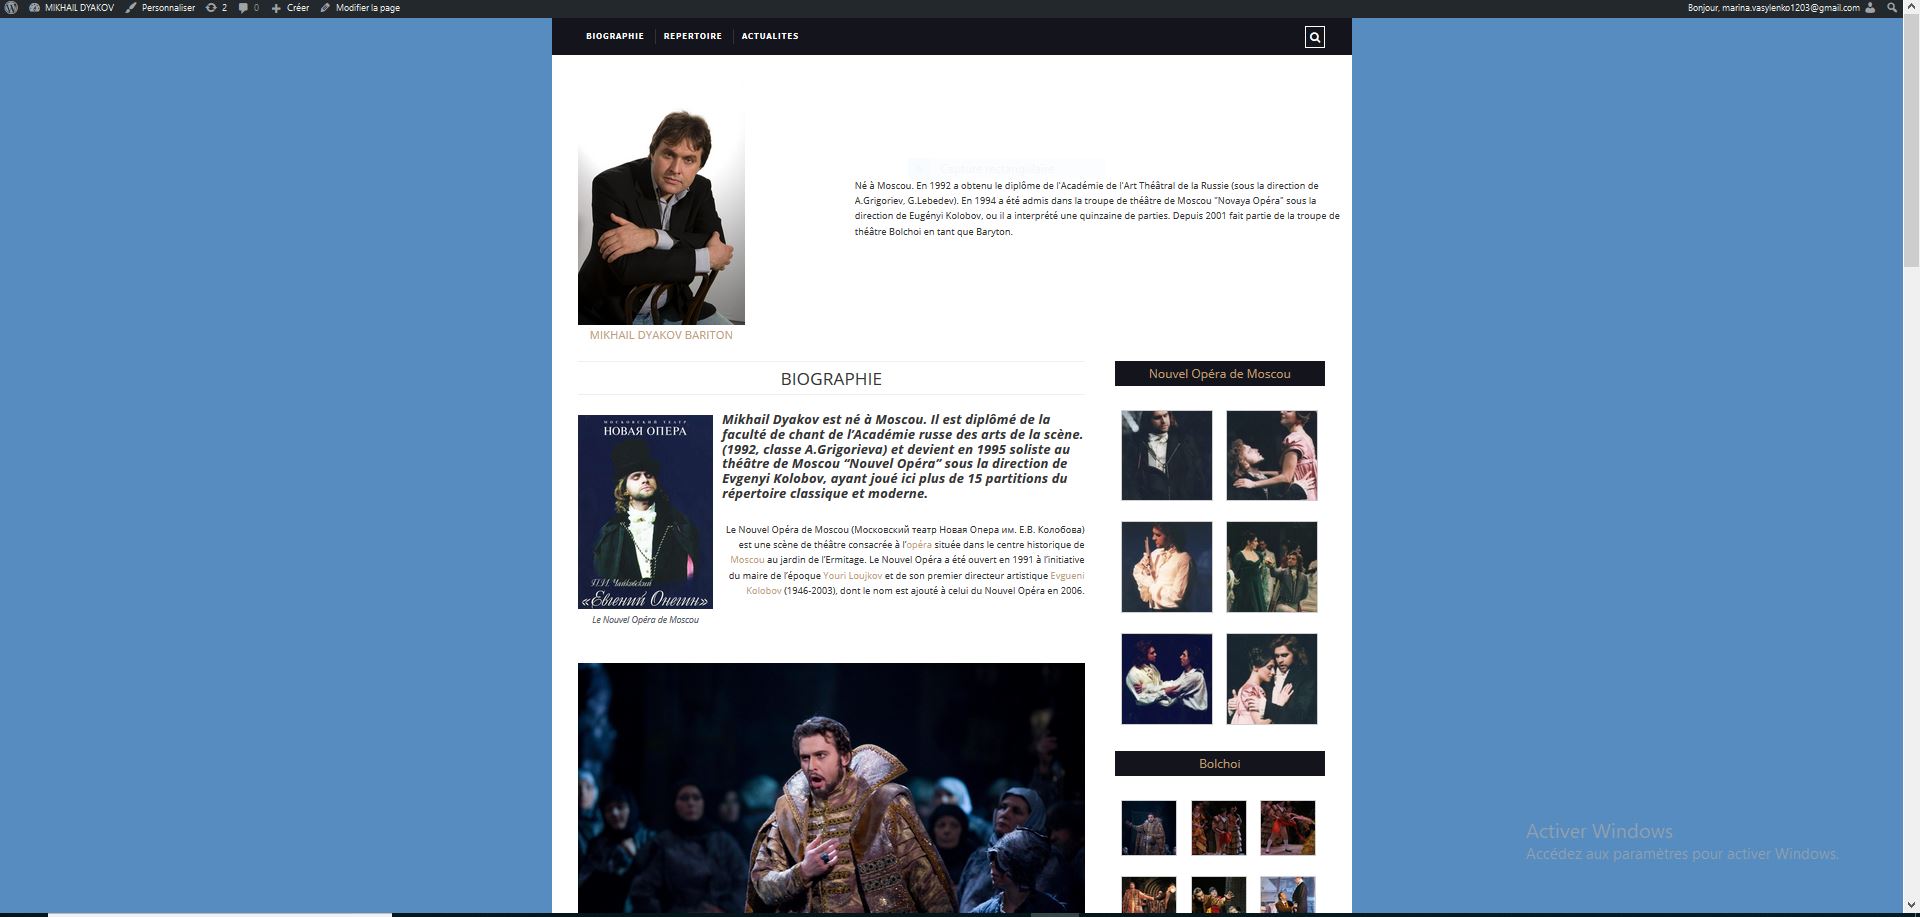 MIKHAIL DYAKOV Personnaliser 2 0 Créer Modifier la page Bonjour, marina.vasylenko1203@gmail.com
BIOGRAPHIE REPERTOIRE ACTUALITES
Capture rectangulaire
Né à Moscou. En 1992 a obtenu le diplôme de l'Académie de l'Art Théâtral de la Russie (sous la direction de
A.Grigoriev, G.Lebedev). En 1994 a été admis dans la troupe de théâtre de Moscou "Novaya Opéra" sous la
direction de Eugényi Kolobov, ou il a interprété une quinzaine de parties. Depuis 2001 fait partie de la troupe de
théâtre Bolchoi en tant que Baryton.
MIKHAIL DYAKOV BARITON
BIOGRAPHIE
МОСКОВСКИЙ ТЕАТР
НОВАЯ ОПЕРА
П.И. Чайковский
«Евгений Онегин»
Le Nouvel Opéra de Moscou
Mikhail Dyakov est né à Moscou. Il est diplômé de la
faculté de chant de l’Académie russe des arts de la scène.
(1992, classe A.Grigorieva) et devient en 1995 soliste au
théâtre de Moscou “Nouvel Opéra” sous la direction de
Evgenyi Kolobov, ayant joué ici plus de 15 partitions du
répertoire classique et moderne.
Le Nouvel Opéra de Moscou (Московский театр Новая Опера им. Е.В. Колобова)
est une scène de théâtre consacrée à l’opéra située dans le centre historique de
Moscou au jardin de l’Ermitage. Le Nouvel Opéra a été ouvert en 1991 à l’initiative
du maire de l’époque Youri Loujkov et de son premier directeur artistique Evgueni
Kolobov (1946-2003), dont le nom est ajouté à celui du Nouvel Opéra en 2006.
Nouvel Opéra de Moscou
Bolchoi
Activer Windows
Accédez aux paramètres pour activer Windows.